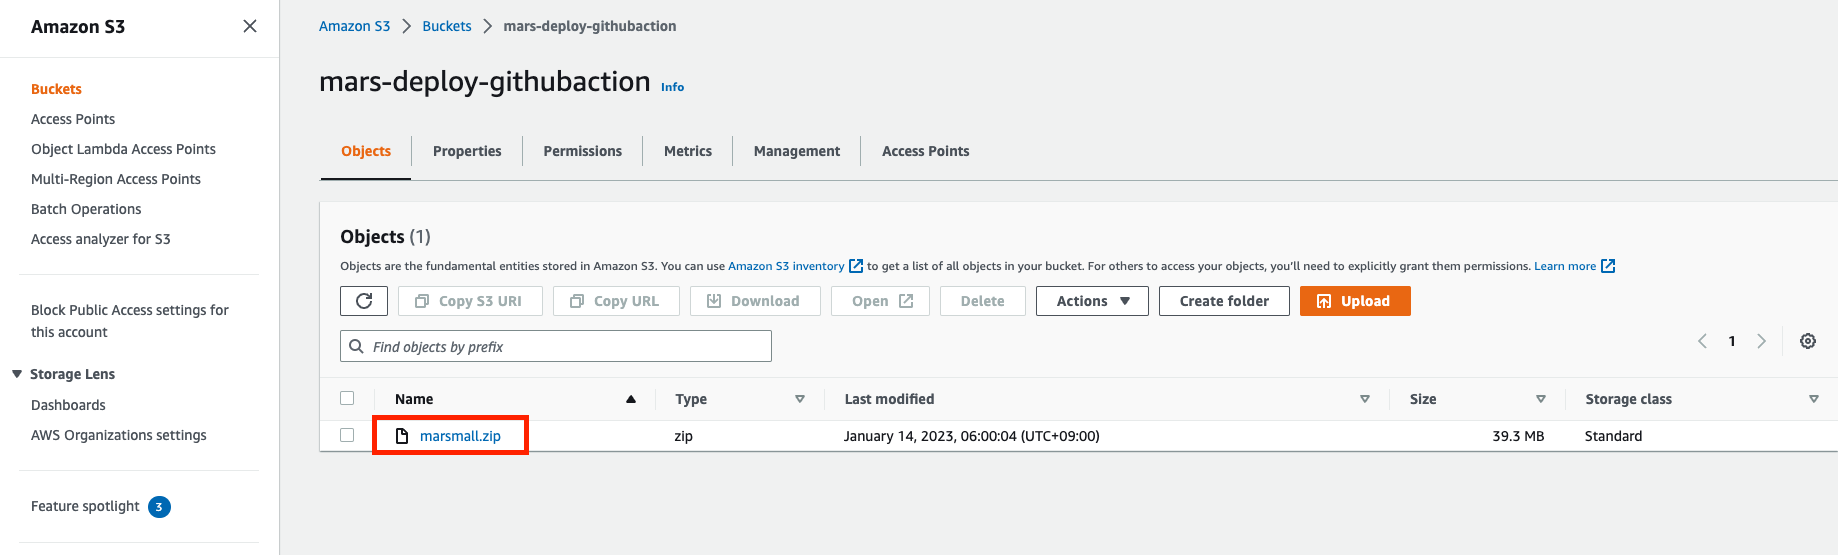 Amazon S3
Buckets
Access Points
Object Lambda Access Points
Multi-Region Access Points
Batch Operations
Access analyzer for S3
Block Public Access settings for
this account
Storage Lens
Dashboards
AWS Organizations settings
Feature spotlight 3
Amazon S3 Buckets mars-deploy-githubaction
mars-deploy-githubaction Info
Objects Properties Permissions Metrics Management Access Points
Objects (1)
Objects are the fundamental entities stored in Amazon S3. You can use Amazon S3 inventory to get a list of all objects in your bucket. For others to access your objects, you'll need to explicitly grant them permissions. Learn more
Copy S3 URI Copy URL Download Open Delete Actions Create folder Upload
Find objects by prefix 1
Name Type Last modified Size Storage class
marsmall.zip zip January 14, 2023, 06:00:04 (UTC+09:00) 39.3 MB Standard